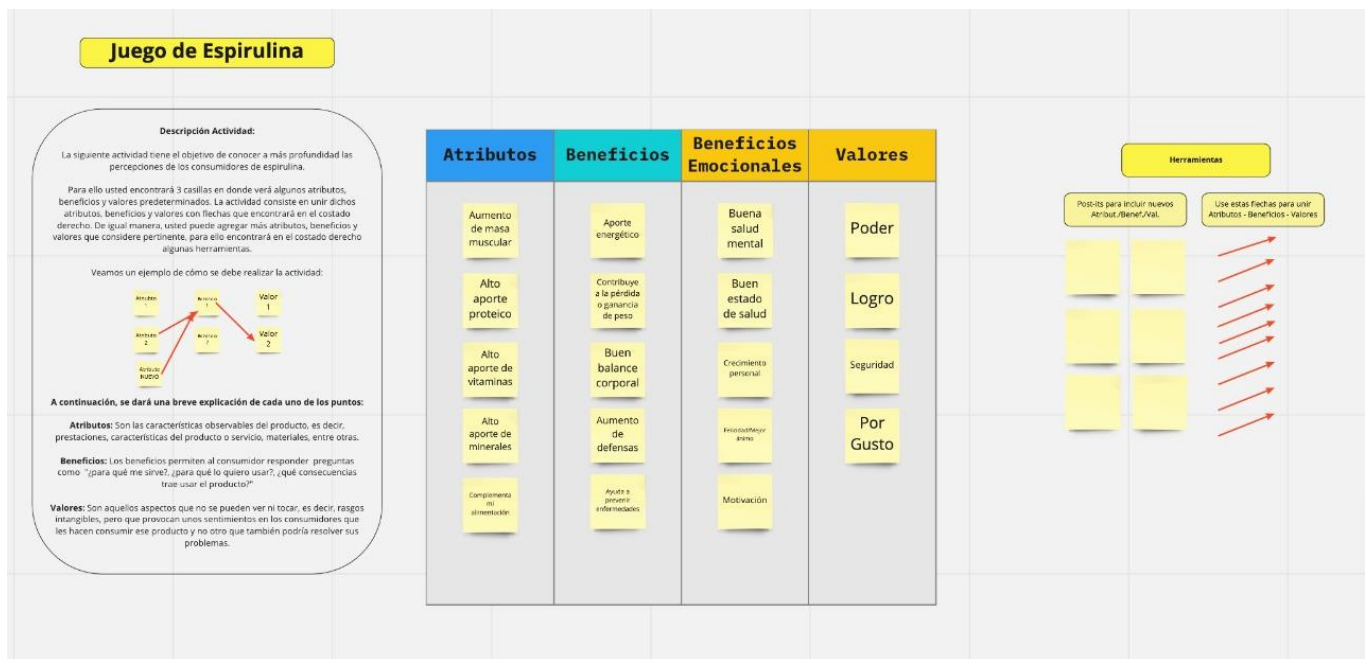 Juego de Espirulina
Descripción Actividad:
La siguiente actividad tiene el objetivo de conocer a más profundidad las
percepciones de los consumidores de espirulina.
Para ello usted encontrará 3 casillas en donde verá algunos atributos,
beneficios y valores predeterminados. La actividad consiste en unir dichos
atributos, beneficios y valores con flechas que encontrará en el costado
derecho. De igual manera, usted puede agregar más atributos, beneficios y
valores que considere pertinente, para ello encontrará en el costado derecho
algunas herramientas.
Veamos un ejemplo de cómo se debe realizar la actividad:
Atributo
1
Beneficio
1
Valor
1
Atributo
2
Beneficio
2
Valor
2
Atributo
NUEVO
A continuación, se dará una breve explicación de cada uno de los puntos:
Atributos: Son las características observables del producto, es decir,
prestaciones, características del producto o servicio, materiales, entre otras.
Beneficios: Los beneficios permiten al consumidor responder preguntas
como "¿para qué me sirve?, ¿para qué lo quiero usar?, ¿qué consecuencias
trae usar el producto?"
Valores: Son aquellos aspectos que no se pueden ver ni tocar, es decir, rasgos
intangibles, pero que provocan unos sentimientos en los consumidores que
les hacen consumir ese producto y no otro que también podría resolver sus
problemas.
Atributos
Aumento
de masa
muscular
Alto
aporte
proteico
Alto
aporte de
vitaminas
Alto
aporte de
minerales
Complementa
mi
alimentación
Beneficios
Aporte
energético
Contribuye
a la pérdida
o ganancia
de peso
Buen
balance
corporal
Aumento
de
defensas
Ayuda a
prevenir
enfermedades
Beneficios
Emocionales
Buena
salud
mental
Buen
estado
de salud
Crecimiento
personal
Felicidad/Mejor
ánimo
Motivación
Valores
Poder
Logro
Seguridad
Por
Gusto
Herramientas
Post-its para incluir nuevos
Atribut./Benef./Val.
Use estas flechas para unir
Atributos - Beneficios - Valores